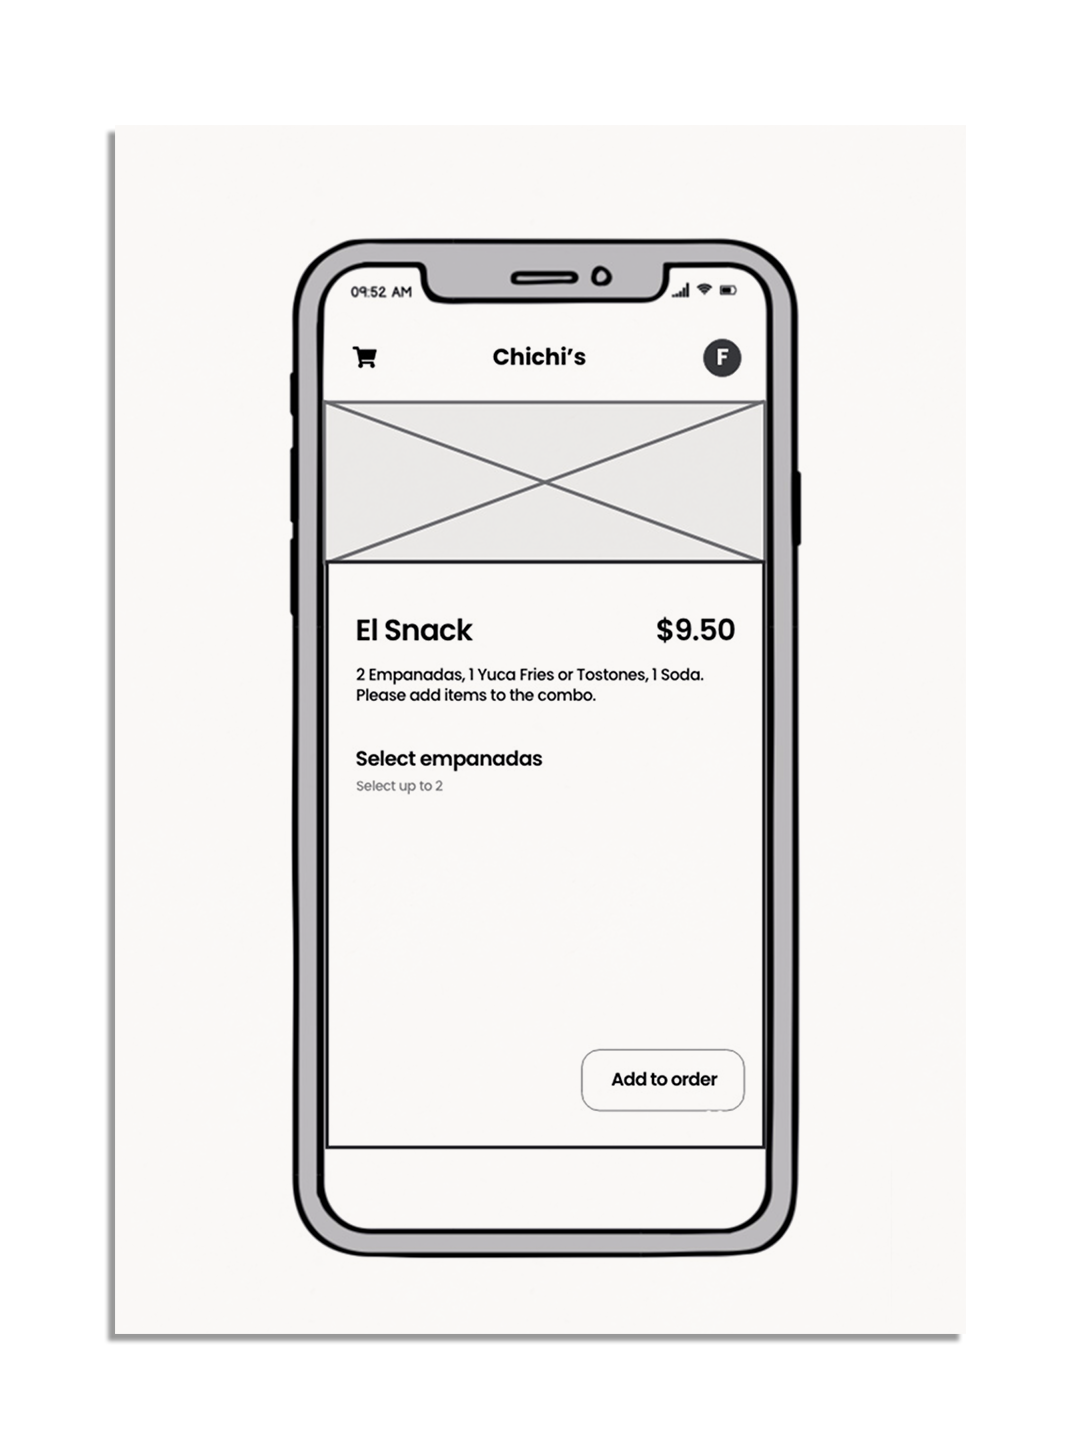 09:52 AM
Chichi’s
F
El Snack
$9.50
2 Empanadas, 1 Yuca Fries or Tostones, 1 Soda.
Please add items to the combo.
Select empanadas
Select up to 2
Add to order